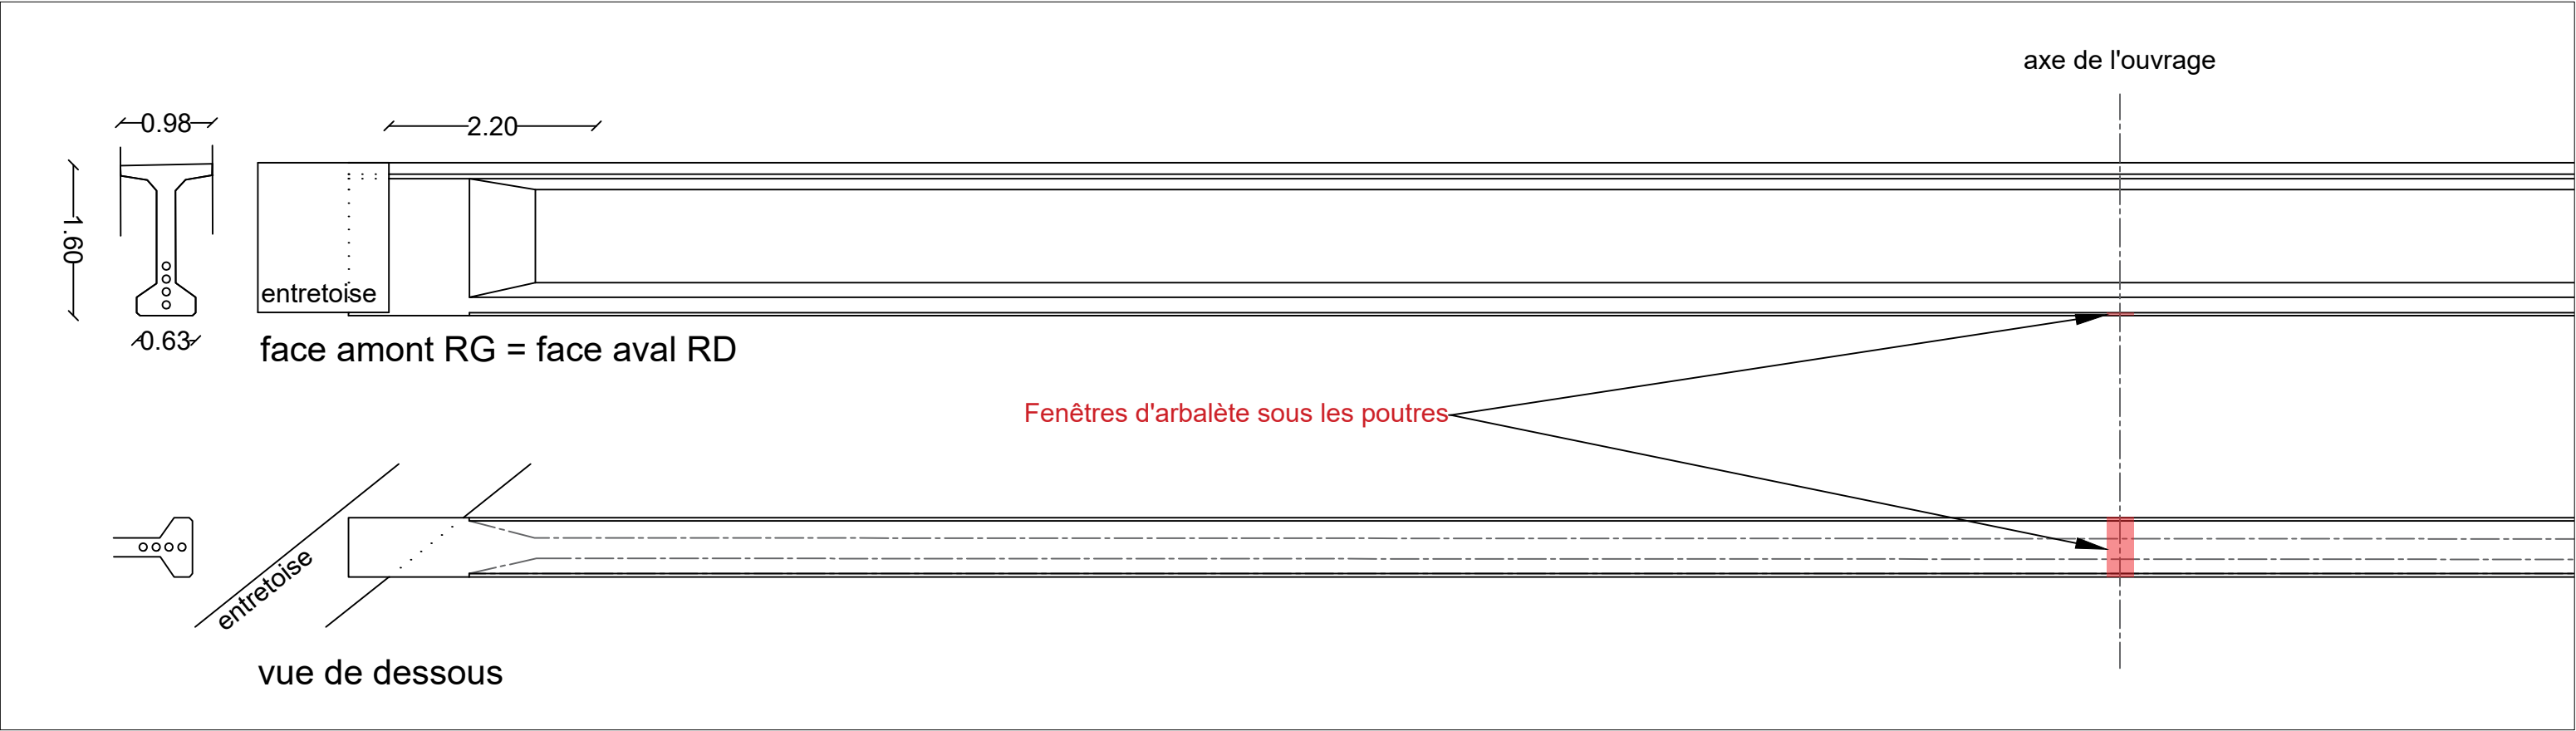 axe de l'ouvrage
0.98
2.20
1.60
entretoise
0.63
face amont RG = face aval RD
Fenêtres d'arbalète sous les poutres
entretoise
vue de dessous